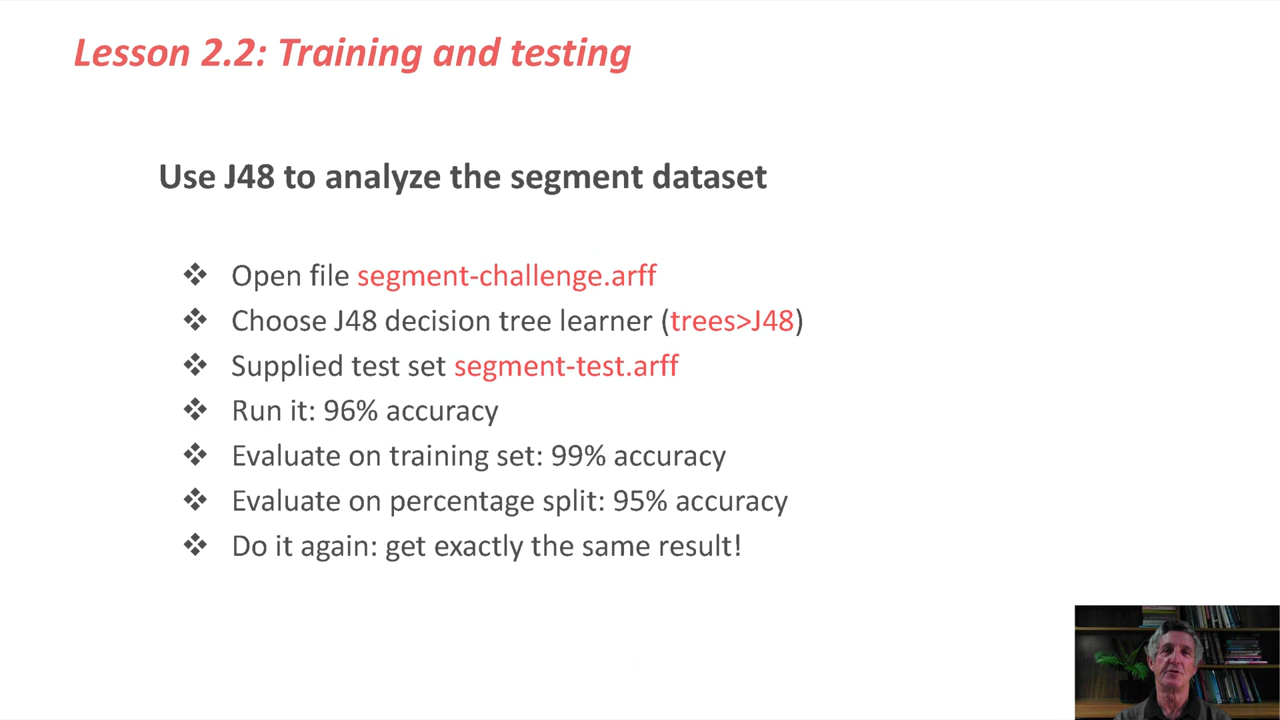 Lesson 2.2: Training and testing
Use J48 to analyze the segment dataset
❖ Open file segment-challenge.arff
❖ Choose J48 decision tree learner (trees>J48)
❖ Supplied test set segment-test.arff
❖ Run it: 96% accuracy
❖ Evaluate on training set: 99% accuracy
❖ Evaluate on percentage split: 95% accuracy
❖ Do it again: get exactly the same result!